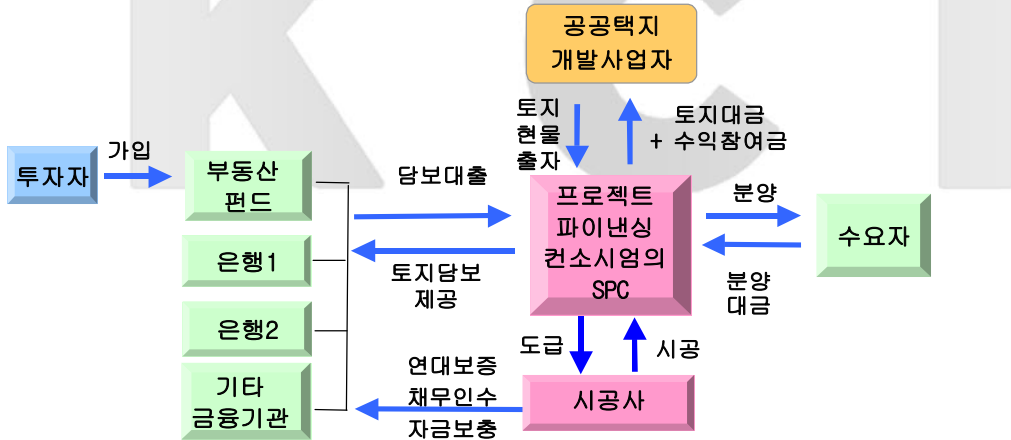 공공택지
개발사업자
토지
현물
출자
토지대금
+ 수익참여금
투자자
가입
부동산
펀드
은행1
은행2
기타
금융기관
담보대출
토지담보
제공
프로젝트
파이낸싱
컨소시엄의
SPC
분양
분양
대금
수요자
도급
시공
연대보증
채무인수
자금보충
시공사
KCI